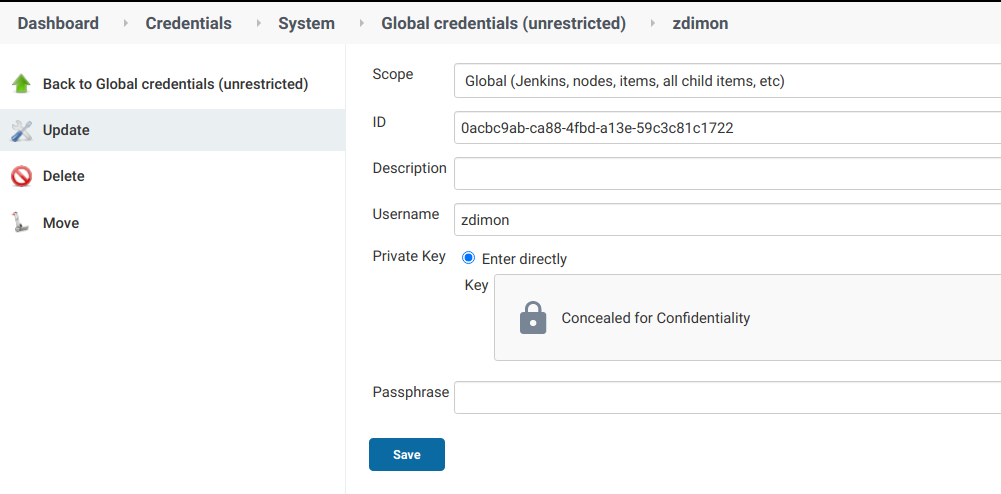 Dashboard Credentials System Global credentials (unrestricted) zdimon
Back to Global credentials (unrestricted)
Update
Delete
Move
Scope Global (Jenkins, nodes, items, all child items, etc)
ID 0acbc9ab-ca88-4fbd-a13e-59c3c81c1722
Description
Username zdimon
Private Key Enter directly
Key Concealed for Confidentiality
Passphrase
Save